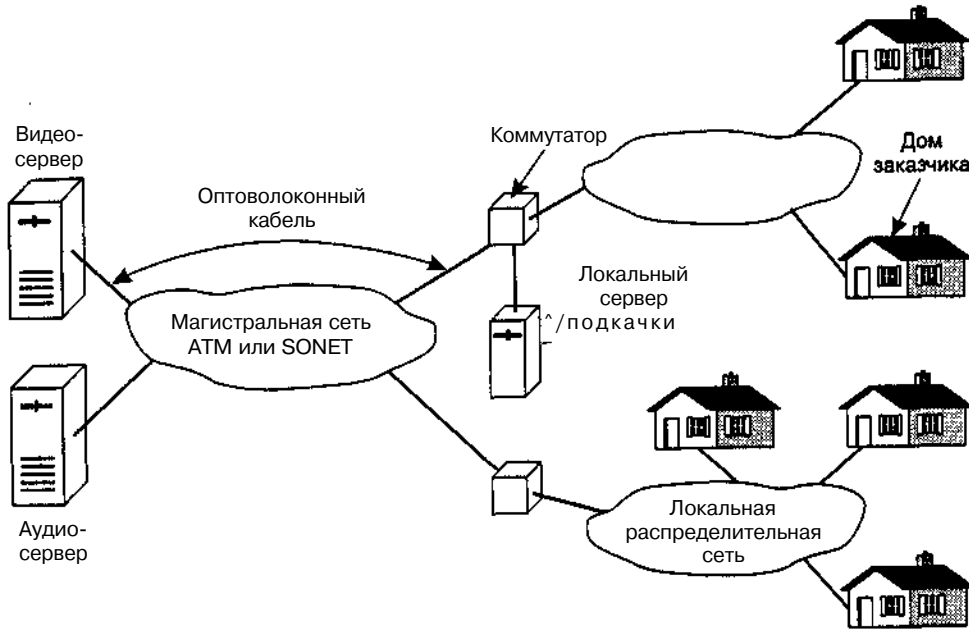 Видео-
сервер
Оптоволоконный
кабель
Коммутатор
Дом
заказчика
Локальный
сервер
^/подкачки
Магистральная сеть
ATM или SONET
Аудио-
сервер
Локальная
распределительная
сеть